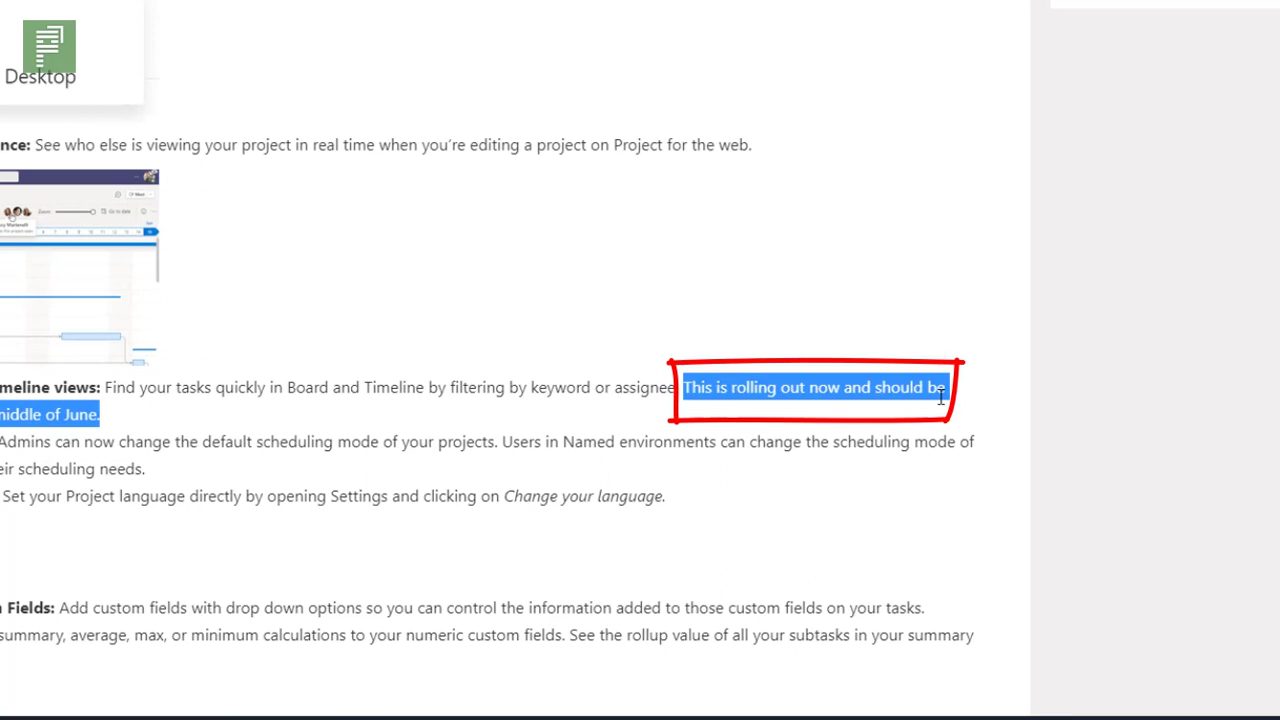 Desktop
nce: See who else is viewing your project in real time when you're editing a project on Project for the web.
Zoom
Go to date
meline views: Find your tasks quickly in Board and Timeline by filtering by keyword or assignee This is rolling out now and should be
middle of June.
Admins can now change the default scheduling mode of your projects. Users in Named environments can change the scheduling mode of
eir scheduling needs.
Set your Project language directly by opening Settings and clicking on Change your language.
Fields: Add custom fields with drop down options so you can control the information added to those custom fields on your tasks.
summary, average, max, or minimum calculations to your numeric custom fields. See the rollup value of all your subtasks in your summary